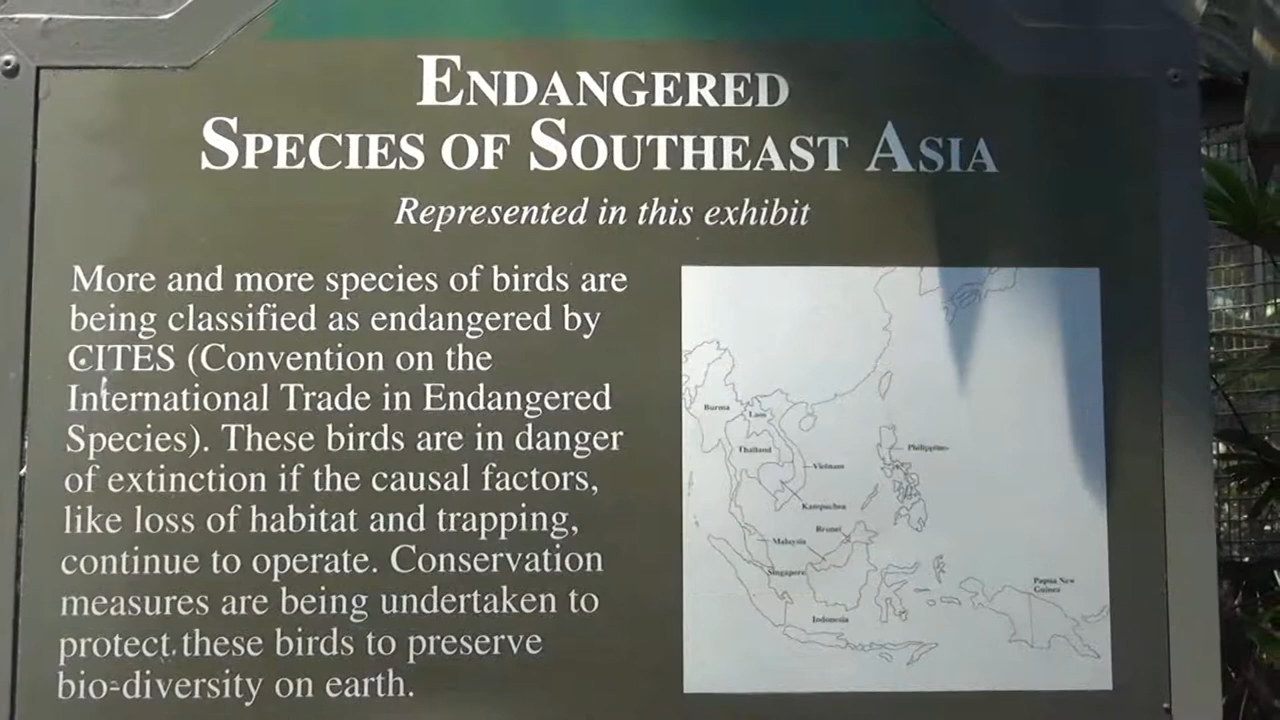 ENDANGERED
SPECIES OF SOUTHEAST ASIA
Represented in this exhibit
More and more species of birds are
being classified as endangered by
CITES (Convention on the
International Trade in Endangered
Species). These birds are in danger
of extinction if the causal factors,
like loss of habitat and trapping,
continue to operate. Conservation
measures are being undertaken to
protect these birds to preserve
bio-diversity on earth.
Burma
Laos
Thailand
Philippines
Vietnam
Kampuchea
Brunei
Malaysia
Singapore
Papua New
Guinea
Indonesia